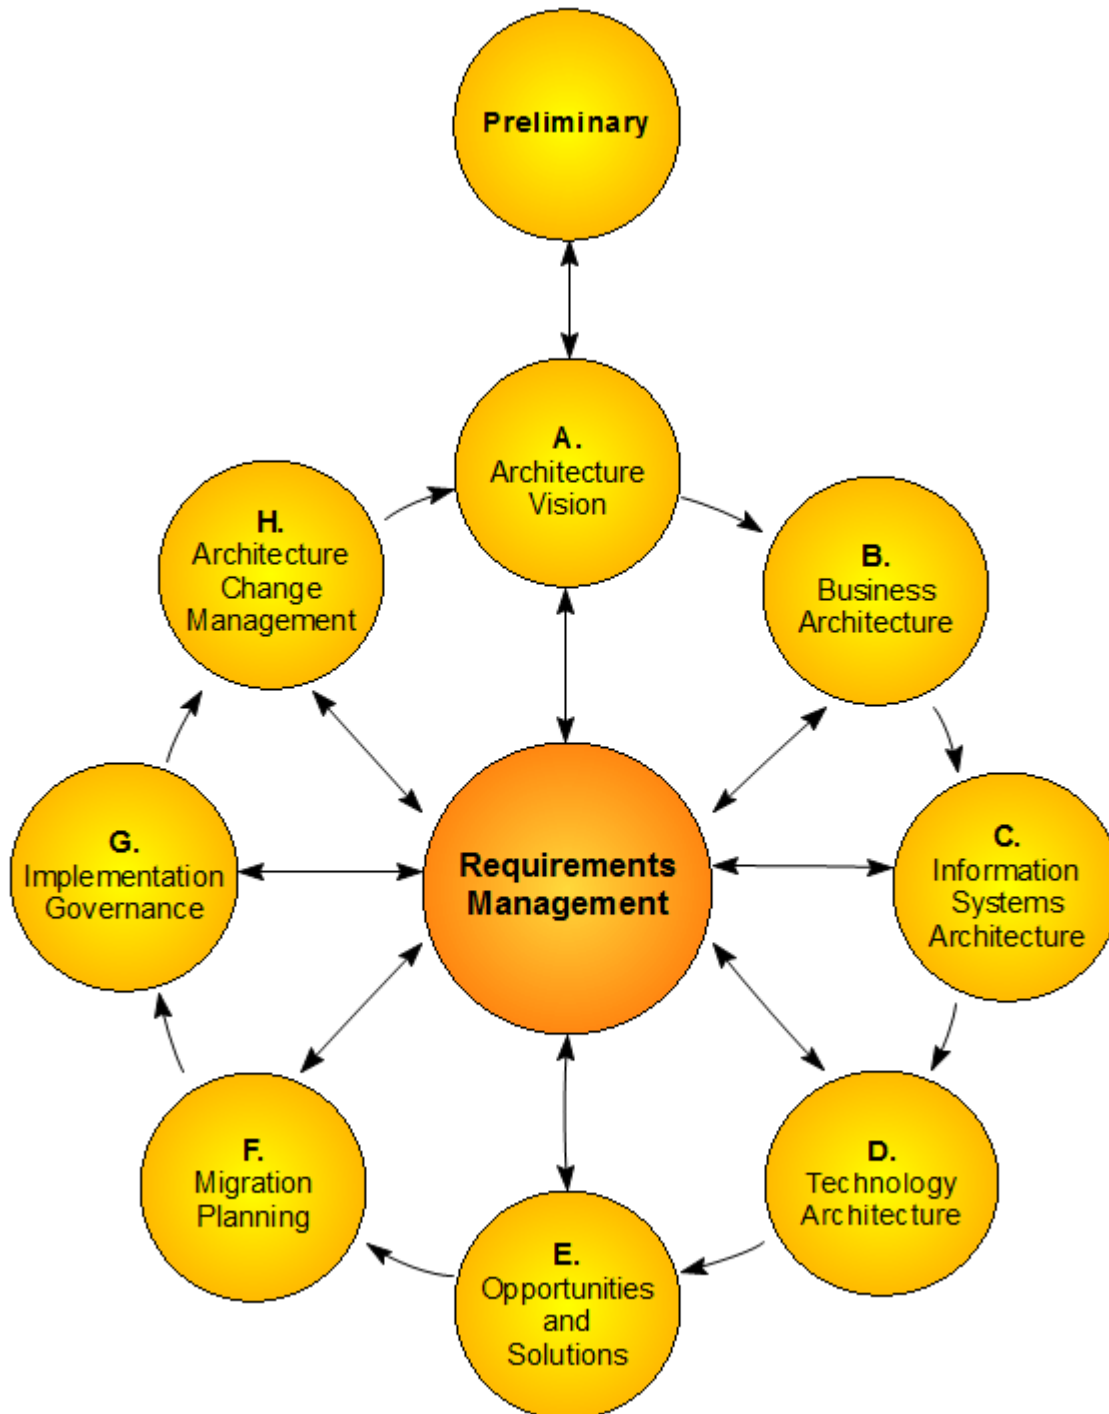 Preliminary
A.
Architecture
Vision
B.
Business
Architecture
C.
Information
Systems
Architecture
D.
Technology
Architecture
E.
Opportunities
and
Solutions
F.
Migration
Planning
G.
Implementation
Governance
H.
Architecture
Change
Management
Requirements
Management